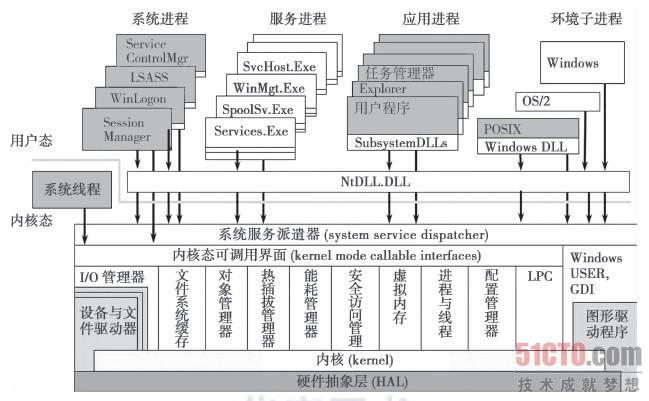 系统进程
服务进程
应用进程
环境子进程
Service
ControlMgr
LSASS
WinLogon
Session
Manager
SvcHost.Exe
WinMgt.Exe
SpoolSv.Exe
Services.Exe
任务管理器
Explorer
用户程序
SubsystemDLLs
Windows
OS/2
POSIX
Windows DLL
用户态
NtDLL.DLL
系统线程
内核态
系统服务派遣器 (system service dispatcher)
内核态可调用界面 (kernel mode callable interfaces)
I/O 管理器
设备与文
件驱动器
文件系统缓存
对象管理器
热插拔管理器
能耗管理器
安全访问管理
虚拟内存
进程与线程
配置管理器
LPC
Windows
USER,
GDI
图形驱
动程序
内核 (kernel)
硬件抽象层 (HAL)
51CTO.com
技术成就梦想